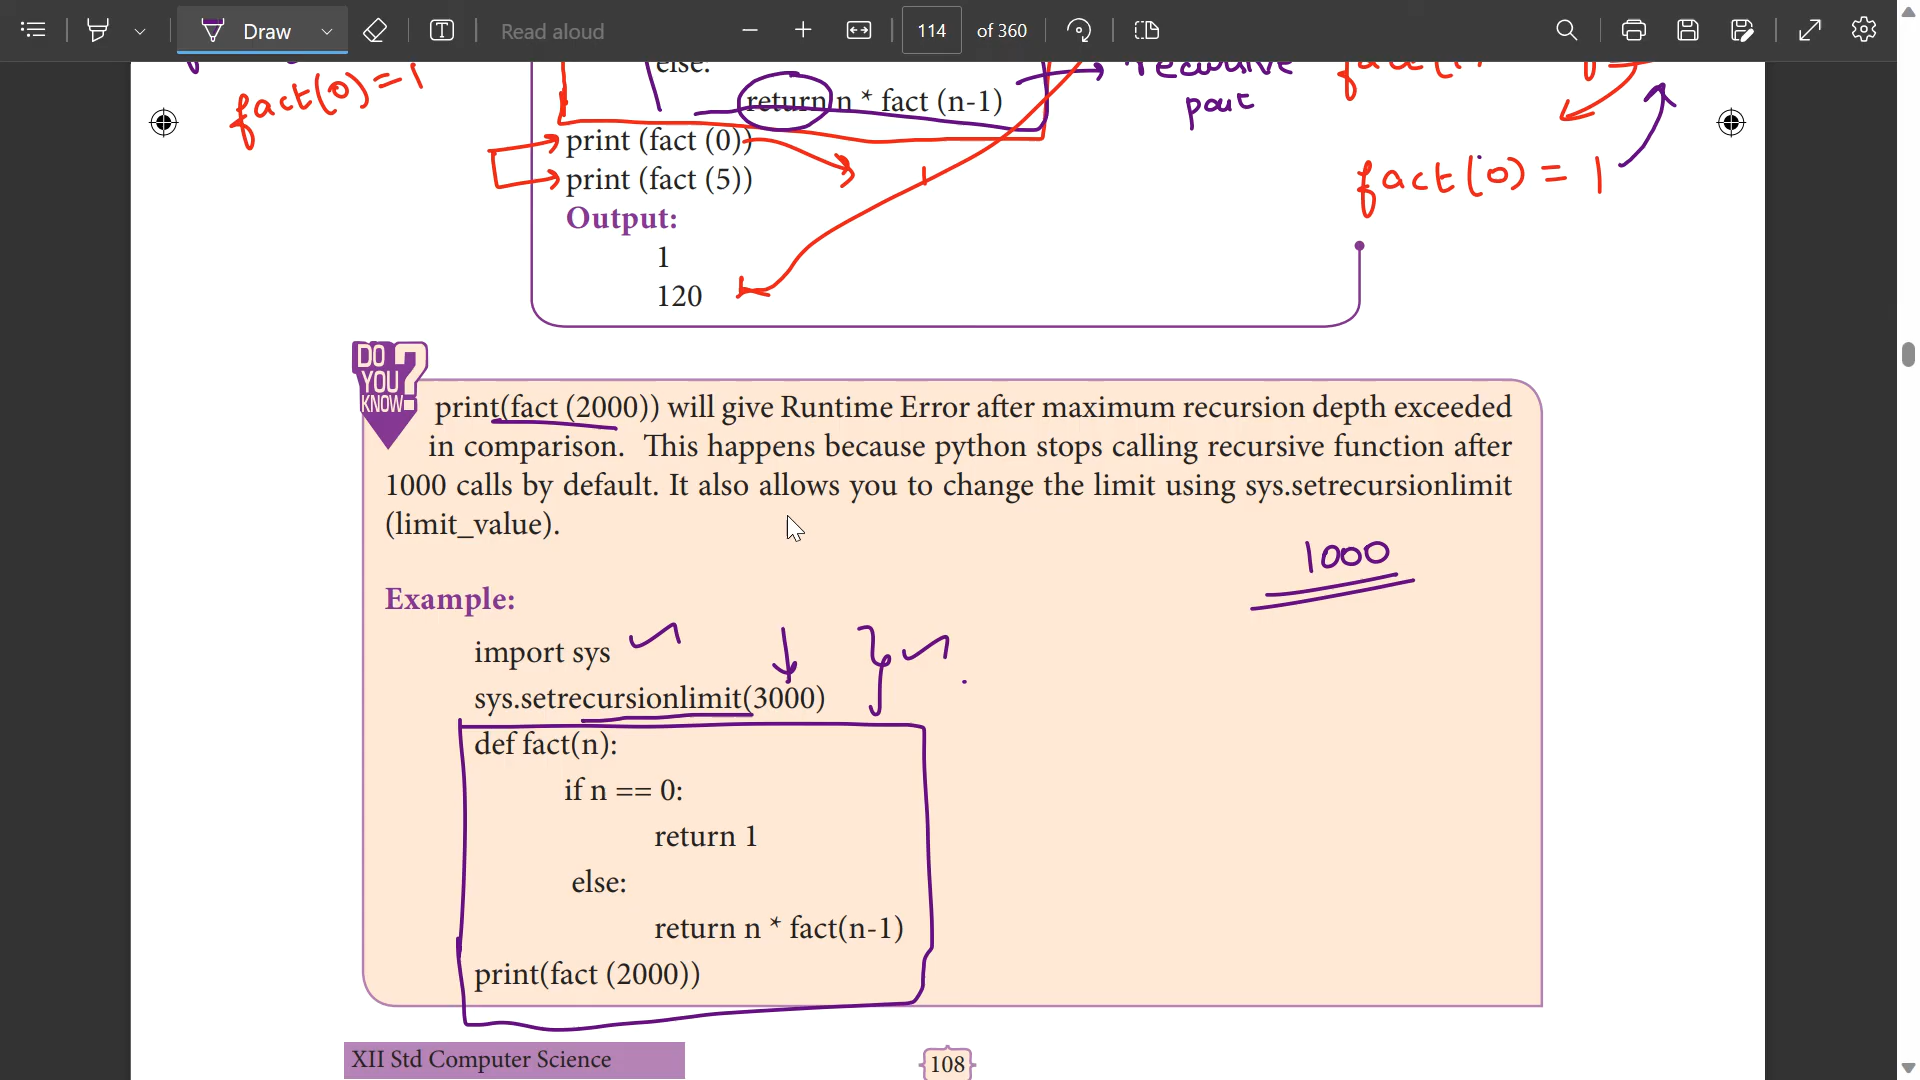 Draw
Read aloud
114 of 360
else:
recursive
fact(0)=1
return n * fact (n-1)
part
print (fact (0))
print (fact (5))
fact(0) = 1
Output:
1
120
DO YOU KNOW?
print(fact (2000)) will give Runtime Error after maximum recursion depth exceeded
in comparison. This happens because python stops calling recursive function after
1000 calls by default. It also allows you to change the limit using sys.setrecursionlimit
(limit_value).
1000
Example:
import sys
sys.setrecursionlimit(3000)
def fact(n):
if n == 0:
return 1
else:
return n * fact(n-1)
print(fact (2000))
XII Std Computer Science
108